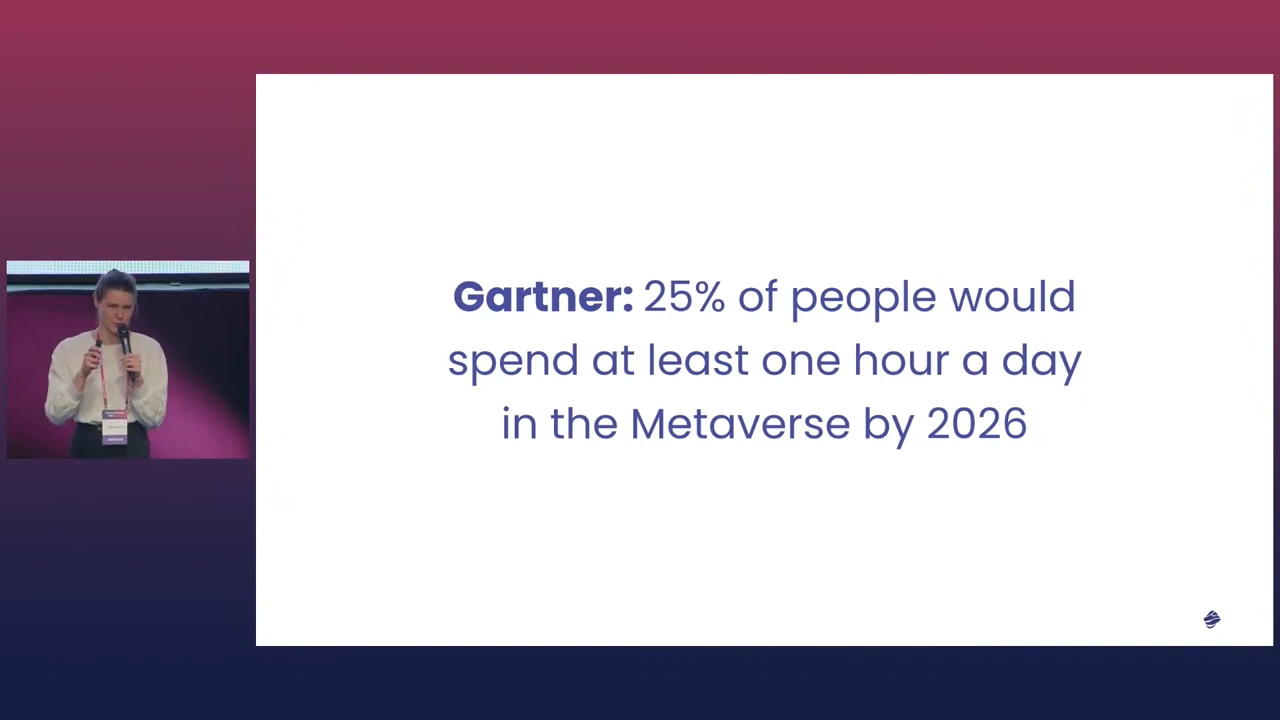 Gartner: 25% of people would
spend at least one hour a day
in the Metaverse by 2026